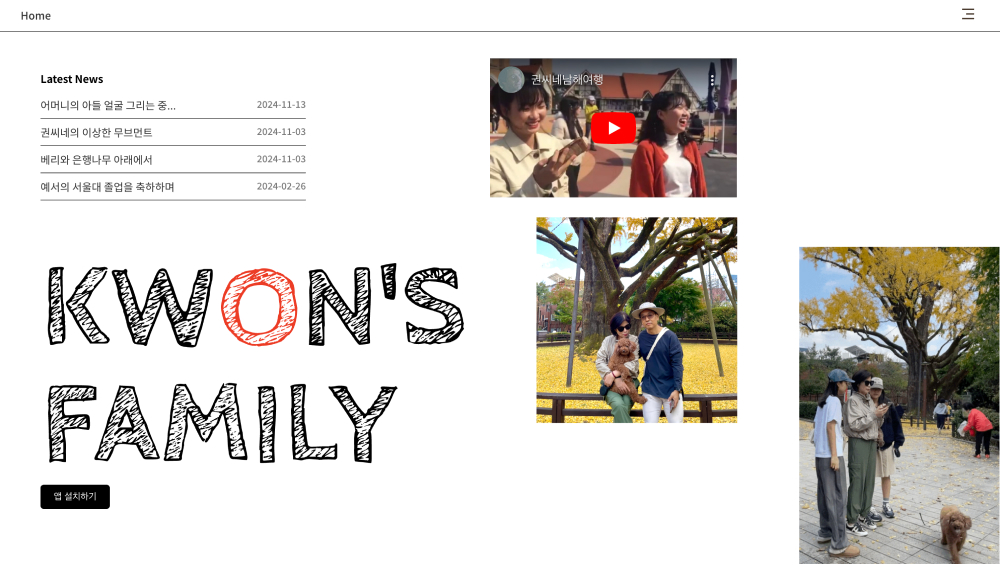 Home
Latest News
어머니의 아들 얼굴 그리는 중... 2024-11-13
권씨네의 이상한 무브먼트 2024-11-03
베리와 은행나무 아래에서 2024-11-03
예서의 서울대 졸업을 축하하며 2024-02-26
권씨네남해여행
KWON'S
FAMILY
앱 설치하기